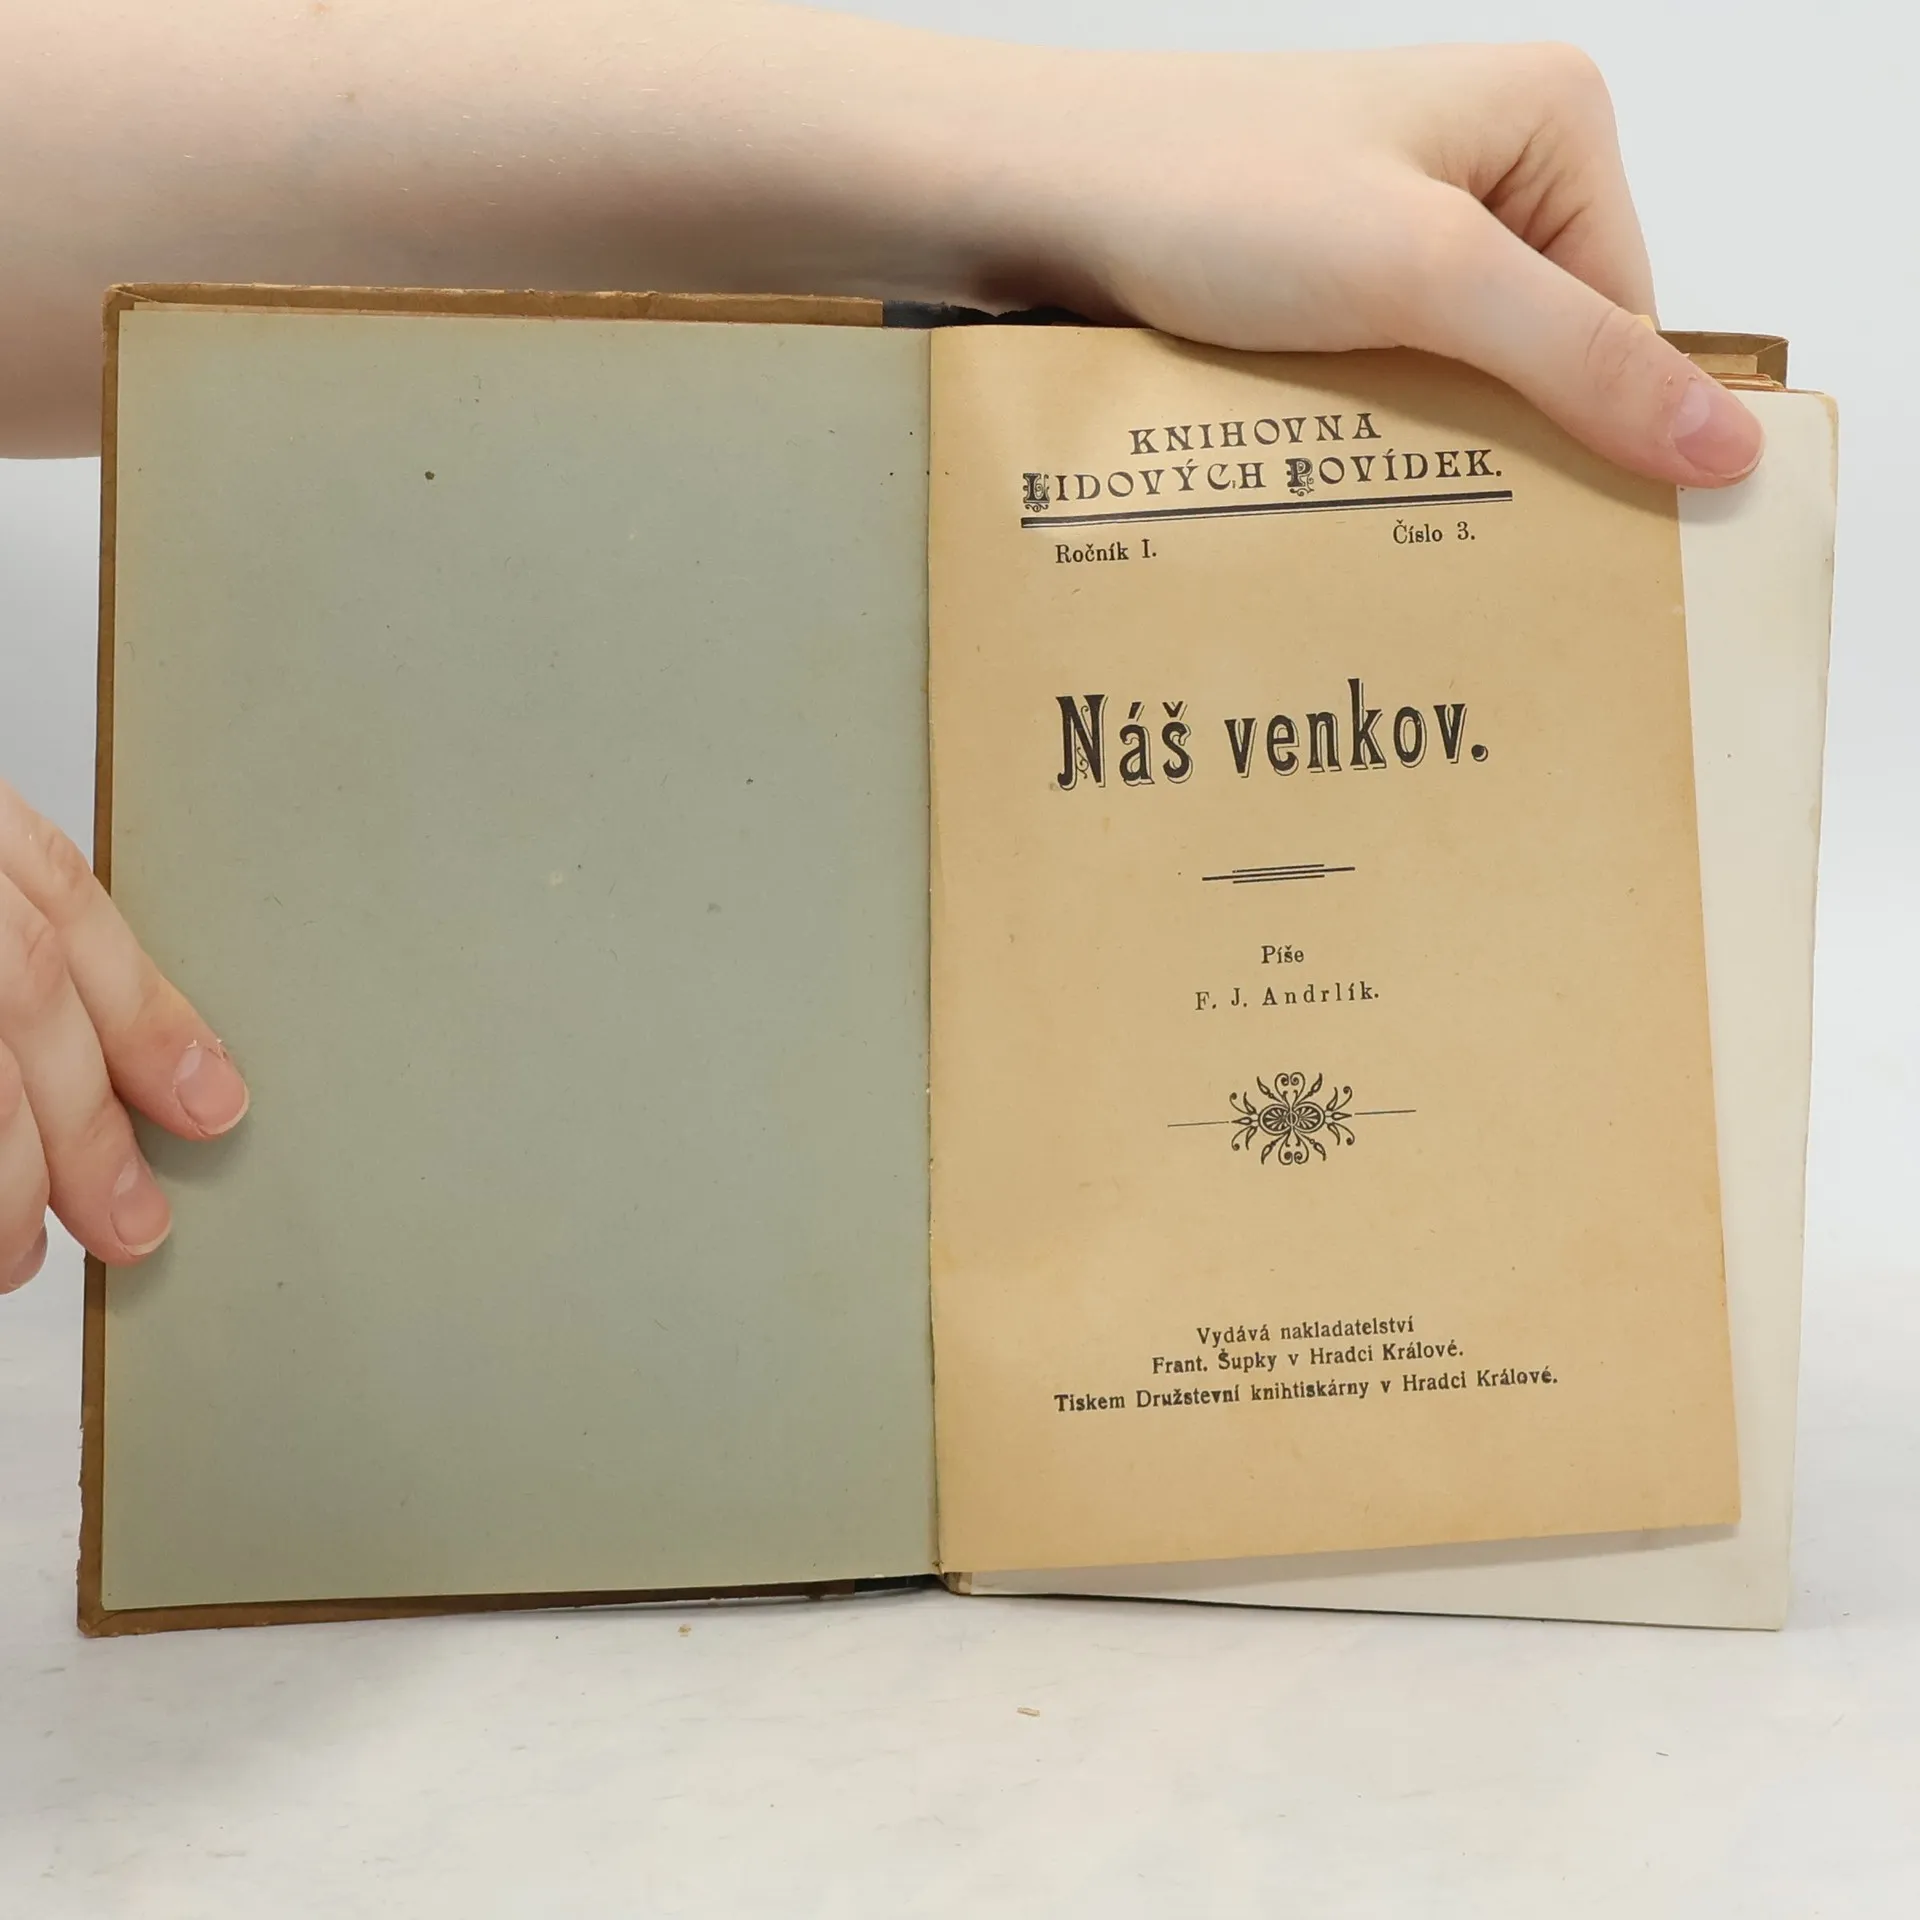 KNIHOVNA
LIDOVÝCH POVÍDEK.
Ročník I. Číslo 3.
Náš venkov.
Píše
F. J. Andrlík.
Vydává nakladatelství
Frant. Šupky v Hradci Králové.
Tiskem Družstevní knihtiskárny v Hradci Králové.